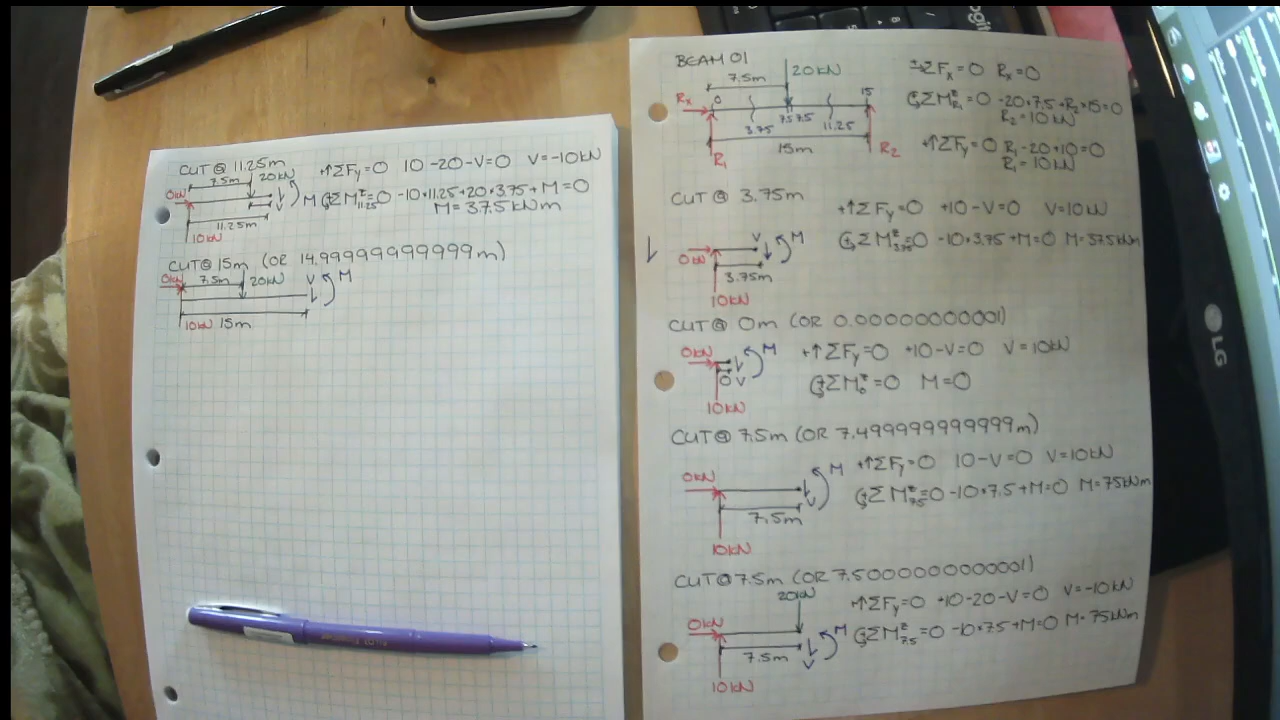 CUT @ 11.25m
+↑ΣFy=0 10-20-V=0 V=-10kN
7.5m 20kN
0kN V M
ΣM11.25=0 -10•11.25+20•3.75+M=0
M=37.5kNm
11.25m
10kN
CUT@ 15m (OR 14.999999999999m)
0kN 7.5m 20kN V M
10kN 15m
BEAM 01
7.5m 20kN
Rx 0 15
3.75 7.5 7.5 11.25
15m
R1 R2
ΣFx=0 Rx=0
ΣMR1=0 -20•7.5+R2•15=0
R2=10kN
+↑ΣFy=0 R1-20+10=0
R1=10kN
CUT @ 3.75m
+↑ΣFy=0 +10-V=0 V=10kN
V M
0kN
ΣM3.75=0 -10•3.75+M=0 M=37.5kNm
3.75m
10kN
CUT@ 0m (OR 0.00000000001)
0kN M
+↑ΣFy=0 +10-V=0 V=10kN
0 V
ΣM0=0 M=0
10kN
CUT@ 7.5m (OR 7.499999999999m)
+↑ΣFy=0 10-V=0 V=10kN
0kN M
V
ΣM7.5=0 -10•7.5+M=0 M=75kNm
7.5m
10kN
CUT@7.5m (OR 7.5000000000001)
20kN
↑ΣFy=0 +10-20-V=0 V=-10kN
0kN M
ΣM7.5=0 -10•7.5+M=0 M=75kNm
7.5m V
10kN
LG